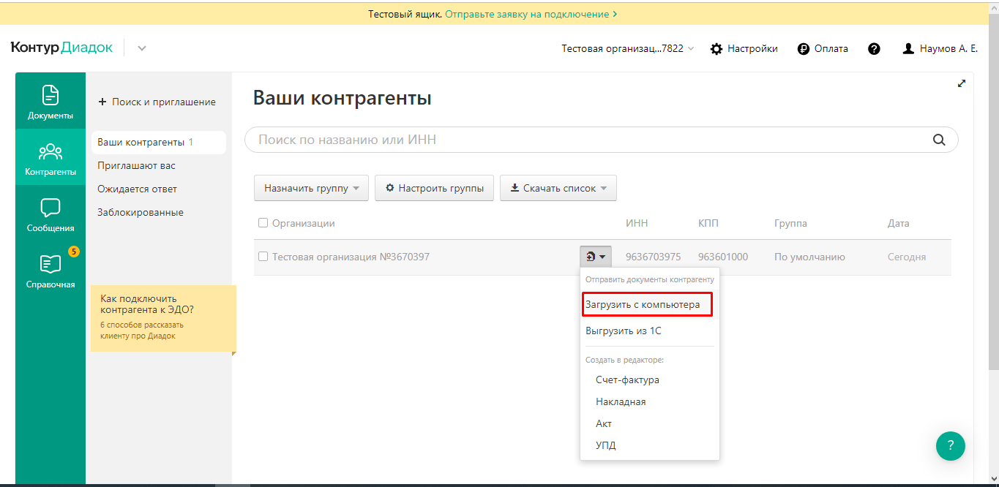 Тестовый ящик. Отправьте заявку на подключение
Контур Диадок
Тестовая организац...7822
Настройки
Оплата
Наумов А. Е.
Документы
Контрагенты
Сообщения
5
Справочная
+ Поиск и приглашение
Ваши контрагенты 1
Приглашают вас
Ожидается ответ
Заблокированные
Как подключить
контрагента к ЭДО?
6 способов рассказать
клиенту про Диадок
Ваши контрагенты
Поиск по названию или ИНН
Назначить группу
Настроить группы
Скачать список
Организации ИНН КПП Группа Дата
Тестовая организация №3670397 9636703975 963601000 По умолчанию Сегодня
Отправить документы контрагенту
Загрузить с компьютера
Выгрузить из 1С
Создать в редакторе:
Счет-фактура
Накладная
Акт
УПД
?